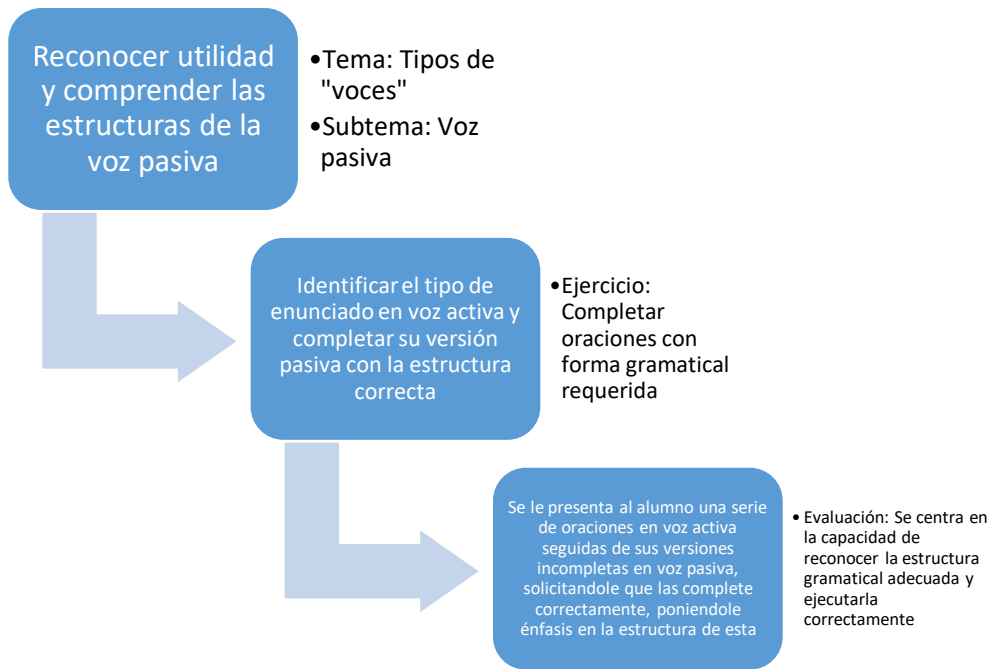 Reconocer utilidad
y comprender las
estructuras de la
voz pasiva
•Tema: Tipos de
"voces"
•Subtema: Voz
pasiva
Identificar el tipo de
enunciado en voz activa y
completar su versión
pasiva con la estructura
correcta
•Ejercicio:
Completar
oraciones con
forma gramatical
requerida
Se le presenta al alumno una serie
de oraciones en voz activa
seguidas de sus versiones
incompletas en voz pasiva,
solicitandole que las complete
correctamente, poniendole
énfasis en la estructura de esta
• Evaluación: Se centra en
la capacidad de
reconocer la estructura
gramatical adecuada y
ejecutarla
correctamente